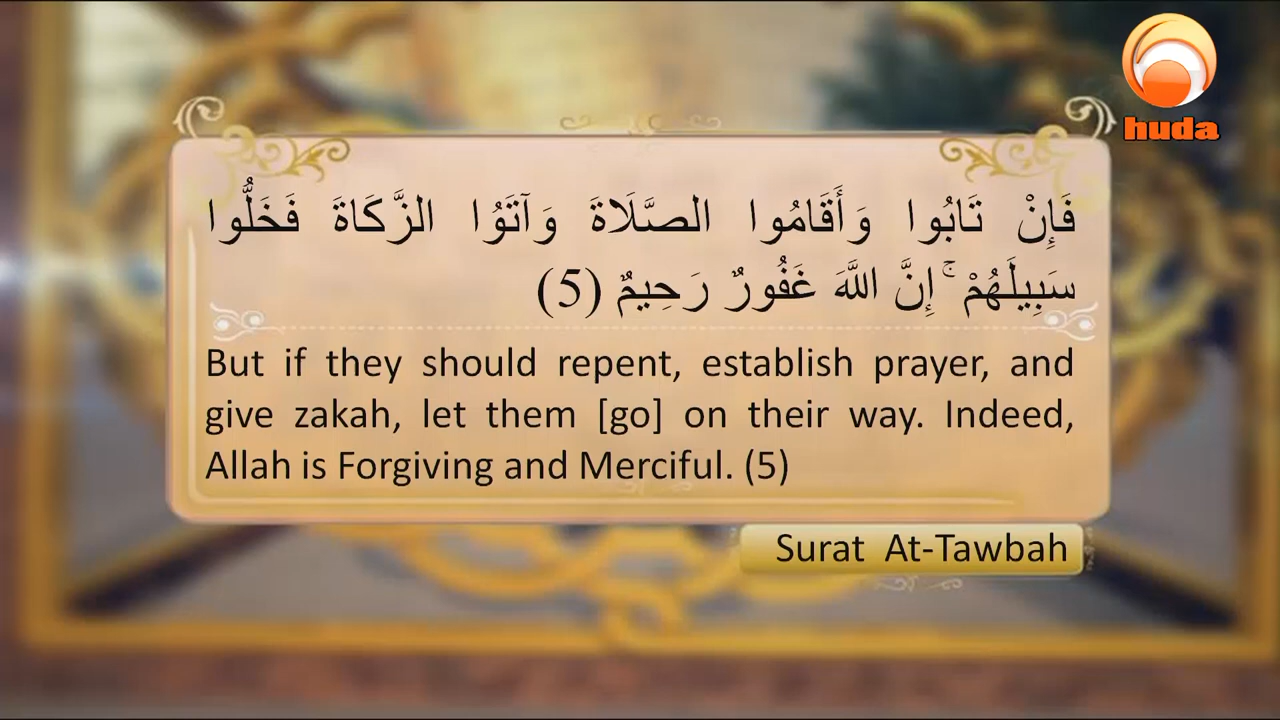 huda
فَإِنْ تَابُوا وَأَقَامُوا الصَّلَاةَ وَآتَوُا الزَّكَاةَ فَخَلُّوا
سَبِيلَهُمْ ۚ إِنَّ اللَّهَ غَفُورٌ رَحِيمٌ (5)
But if they should repent, establish prayer, and
give zakah, let them [go] on their way. Indeed,
Allah is Forgiving and Merciful. (5)
Surat At-Tawbah